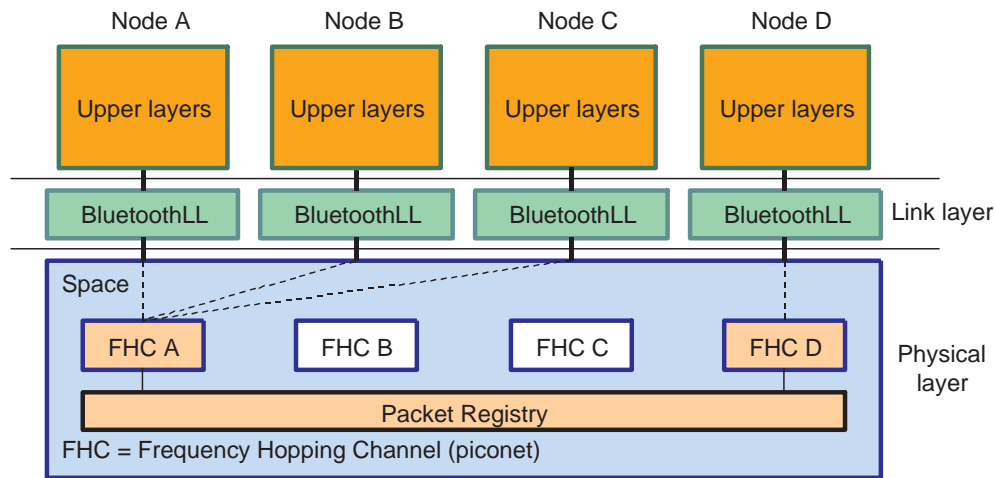 Node A
Node B
Node C
Node D
Upper layers
Upper layers
Upper layers
Upper layers
BluetoothLL
BluetoothLL
BluetoothLL
BluetoothLL
Link layer
Space
FHC A
FHC B
FHC C
FHC D
Physical
layer
Packet Registry
FHC = Frequency Hopping Channel (piconet)